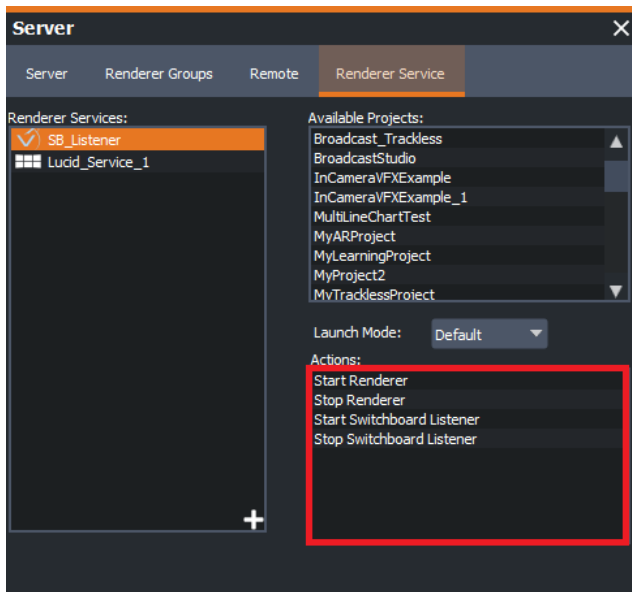 Server
Server
Renderer Groups
Remote
Renderer Service
Renderer Services:
SB_Listener
Lucid_Service_1
Available Projects:
Broadcast_Trackless
BroadcastStudio
InCameraVFXExample
InCameraVFXExample_1
MultiLineChartTest
MyARProject
MyLearningProject
MyProject2
MyTracklessProject
Launch Mode: Default
Actions:
Start Renderer
Stop Renderer
Start Switchboard Listener
Stop Switchboard Listener